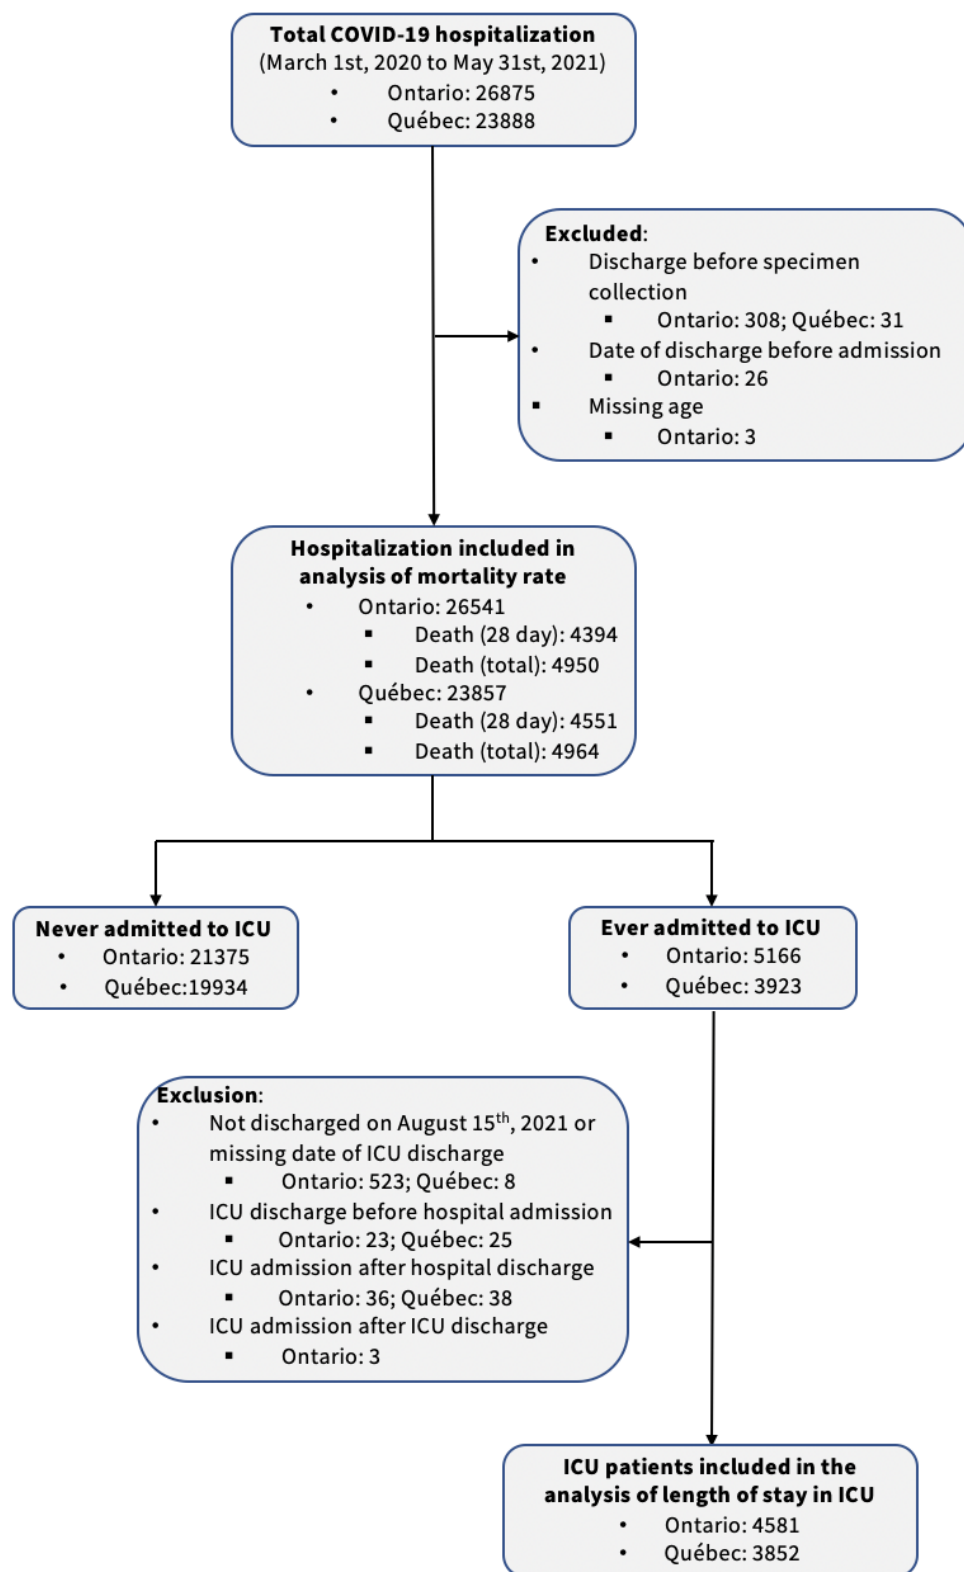 Total COVID-19 hospitalization
(March 1st, 2020 to May 31st, 2021)
• Ontario: 26875
• Québec: 23888
Excluded:
• Discharge before specimen
collection
▪ Ontario: 308; Québec: 31
• Date of discharge before admission
▪ Ontario: 26
▪ Missing age
▪ Ontario: 3
Hospitalization included in
analysis of mortality rate
• Ontario: 26541
▪ Death (28 day): 4394
▪ Death (total): 4950
• Québec: 23857
▪ Death (28 day): 4551
▪ Death (total): 4964
Never admitted to ICU
• Ontario: 21375
• Québec:19934
Ever admitted to ICU
• Ontario: 5166
• Québec: 3923
Exclusion:
• Not discharged on August 15th, 2021 or
missing date of ICU discharge
▪ Ontario: 523; Québec: 8
• ICU discharge before hospital admission
▪ Ontario: 23; Québec: 25
• ICU admission after hospital discharge
▪ Ontario: 36; Québec: 38
• ICU admission after ICU discharge
▪ Ontario: 3
ICU patients included in the
analysis of length of stay in ICU
• Ontario: 4581
• Québec: 3852